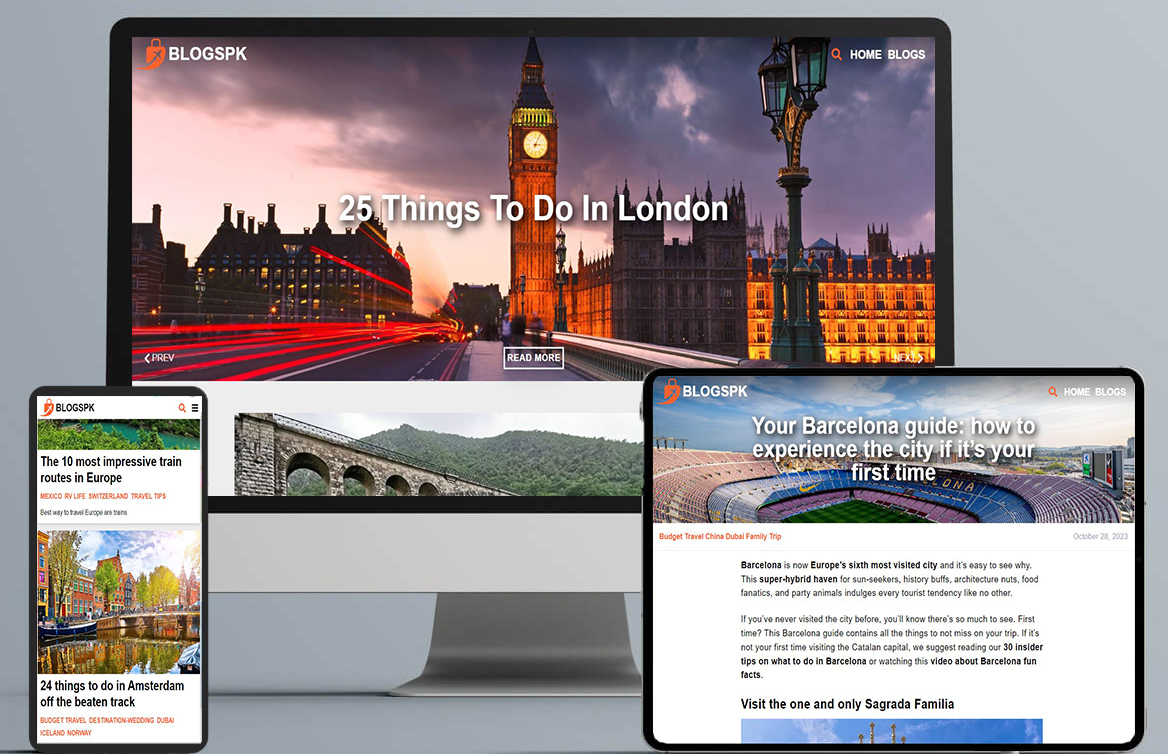 BLOGSPK
HOME BLOGS
25 Things To Do In London
PREV
READ MORE
NEXT
BLOGSPK
The 10 most impressive train
routes in Europe
MEXICO RV LIFE SWITZERLAND TRAVEL TIPS
Best way to travel Europe are trains
24 things to do in Amsterdam
off the beaten track
BUDGET TRAVEL DESTINATION-WEDDING DUBAI
ICELAND NORWAY
BLOGSPK
HOME BLOGS
Your Barcelona guide: how to
experience the city if it's your
first time
Budget Travel China Dubai Family Trip
October 28, 2023
Barcelona is now Europe's sixth most visited city and it's easy to see why.
This super-hybrid haven for sun-seekers, history buffs, architecture nuts, food
fanatics, and party animals indulges every tourist tendency like no other.
If you've never visited the city before, you'll know there's so much to see. First
time? This Barcelona guide contains all the things to not miss on your trip. If it's
not your first time visiting the Catalan capital, we suggest reading our 30 insider
tips on what to do in Barcelona or watching this video about Barcelona fun
facts.
Visit the one and only Sagrada Familia